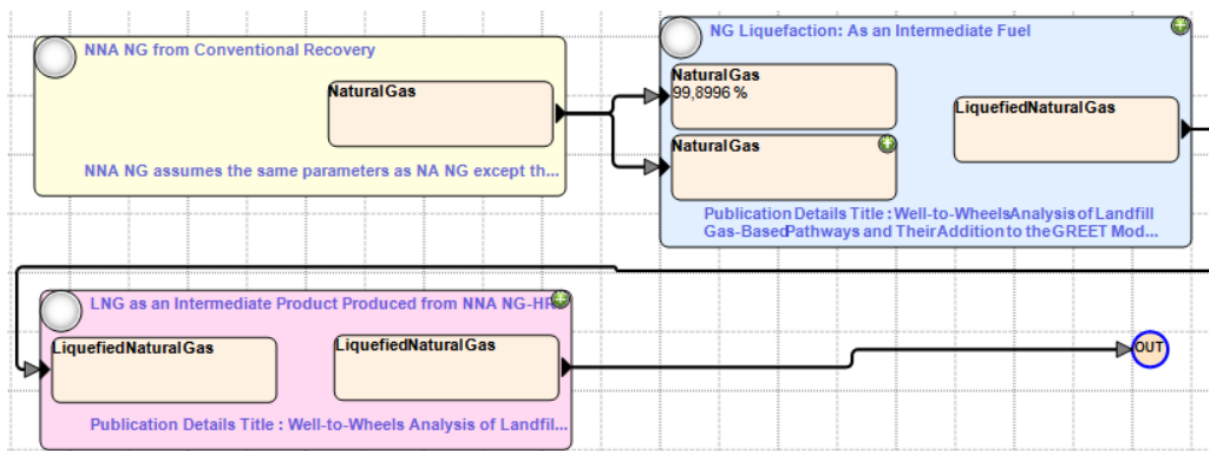 NNA NG from Conventional Recovery
NaturalGas
NNA NG assumes the same parameters as NA NG except th...
NG Liquefaction: As an Intermediate Fuel
NaturalGas
99,8996 %
NaturalGas
LiquefiedNaturalGas
Publication Details Title : Well-to-WheelsAnalysis of Landfill
Gas-BasedPathways and Their Addition to the GREET Mod...
LNG as an Intermediate Product Produced from NNA NG-HR
LiquefiedNaturalGas
LiquefiedNaturalGas
Publication Details Title : Well-to-Wheels Analysis of Landfil...
OUT